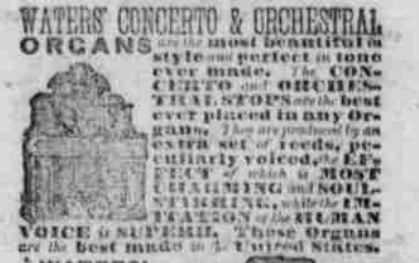 WATERS' CONCERTO & ORCHESTRAL
ORGANS are the most beautiful in
style and perfect in tone
ever made. The CON-
CERTO and ORCHES-
TRAL STOPS are the best
ever placed in any Or-
gans. They are produced by an
extra set of reeds, pe-
culiarly voiced, the EF-
FECT of which is MOST
CHARMING and SOUL-
STIRRING, while the IM-
ITATION of the HUMAN
VOICE is SUPERB. These Organs
are the best made in the United States.